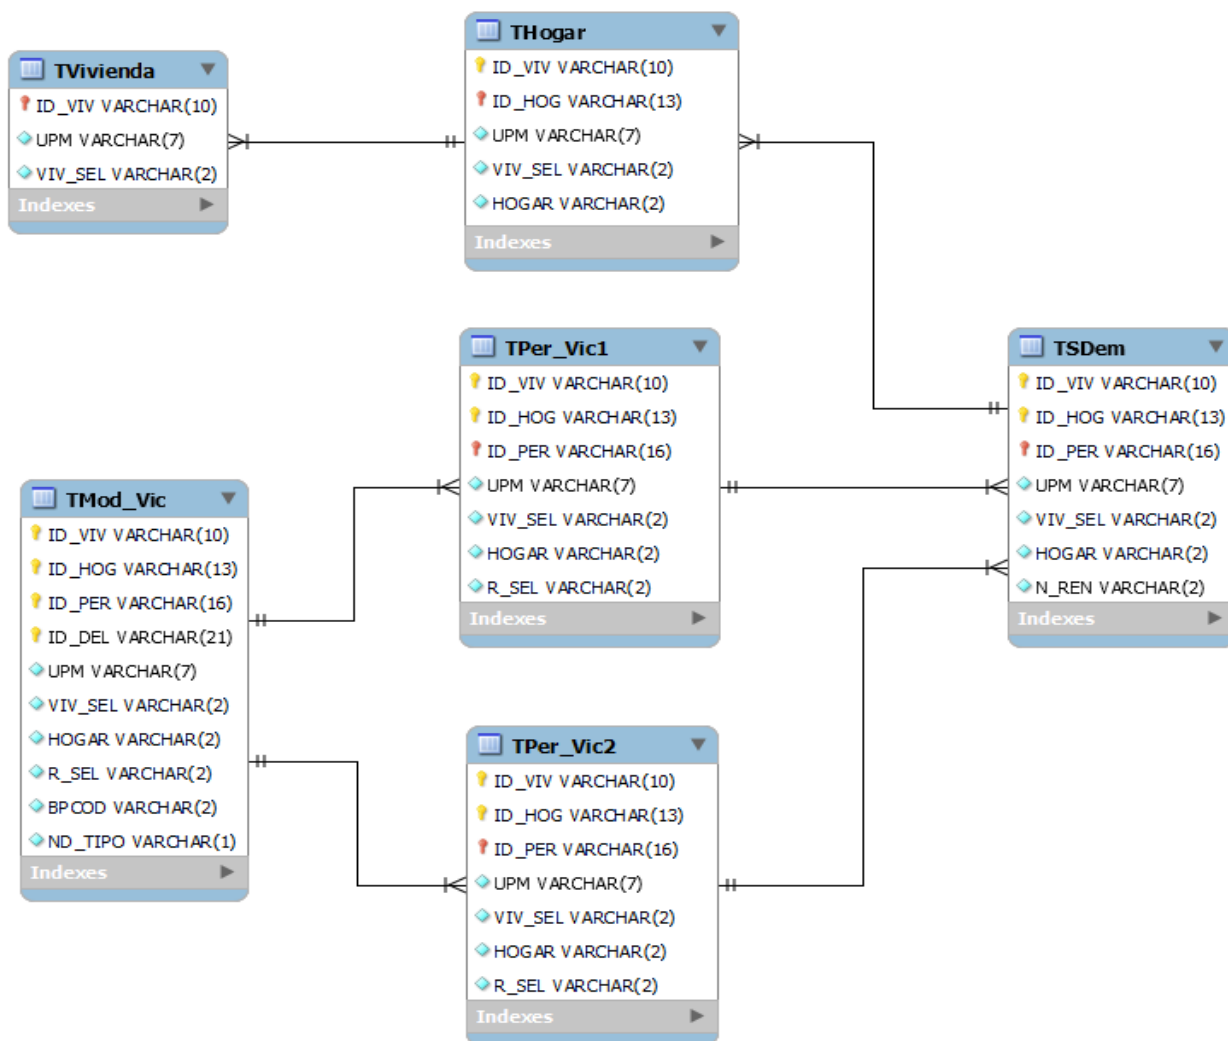 THogar
ID_VIV VARCHAR(10)
ID_HOG VARCHAR(13)
UPM VARCHAR(7)
VIV_SEL VARCHAR(2)
HOGAR VARCHAR(2)
Indexes
TVivienda
ID_VIV VARCHAR(10)
UPM VARCHAR(7)
VIV_SEL VARCHAR(2)
Indexes
TPer_Vic1
ID_VIV VARCHAR(10)
ID_HOG VARCHAR(13)
ID_PER VARCHAR(16)
UPM VARCHAR(7)
VIV_SEL VARCHAR(2)
HOGAR VARCHAR(2)
R_SEL VARCHAR(2)
Indexes
TSDem
ID_VIV VARCHAR(10)
ID_HOG VARCHAR(13)
ID_PER VARCHAR(16)
UPM VARCHAR(7)
VIV_SEL VARCHAR(2)
HOGAR VARCHAR(2)
N_REN VARCHAR(2)
Indexes
TMod_Vic
ID_VIV VARCHAR(10)
ID_HOG VARCHAR(13)
ID_PER VARCHAR(16)
ID_DEL VARCHAR(21)
UPM VARCHAR(7)
VIV_SEL VARCHAR(2)
HOGAR VARCHAR(2)
R_SEL VARCHAR(2)
BPCOD VARCHAR(2)
ND_TIPO VARCHAR(1)
Indexes
TPer_Vic2
ID_VIV VARCHAR(10)
ID_HOG VARCHAR(13)
ID_PER VARCHAR(16)
UPM VARCHAR(7)
VIV_SEL VARCHAR(2)
HOGAR VARCHAR(2)
R_SEL VARCHAR(2)
Indexes